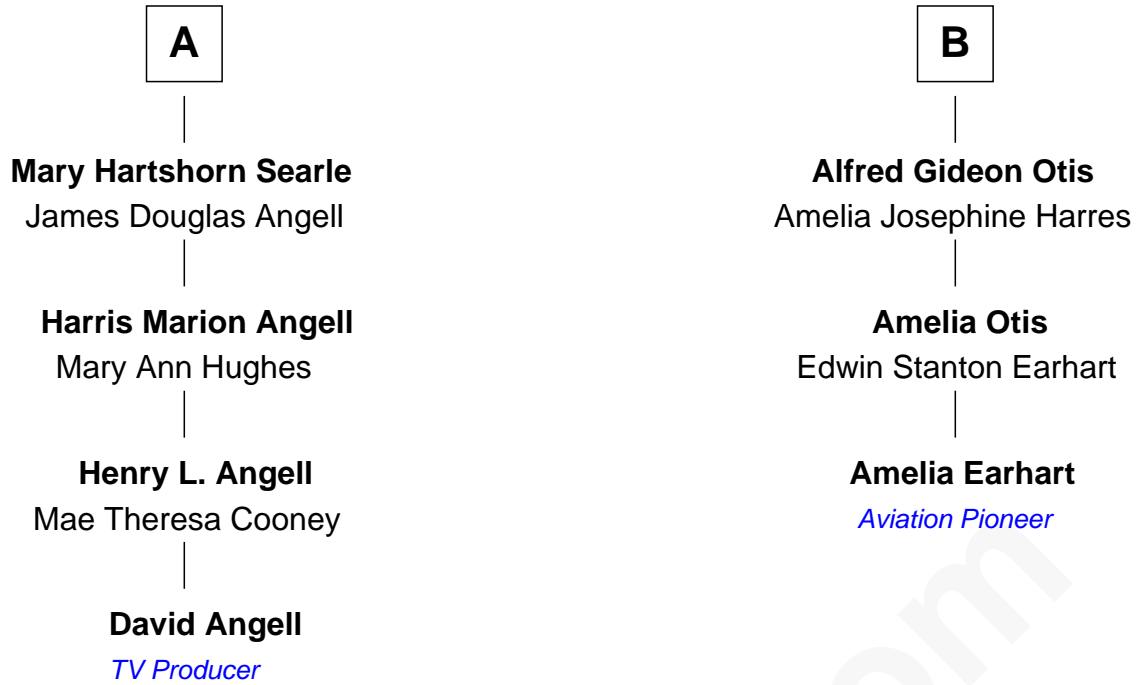 A
Mary Hartshorn Searle
James Douglas Angell
Harris Marion Angell
Mary Ann Hughes
Henry L. Angell
Mae Theresa Cooney
David Angell
TV Producer
B
Alfred Gideon Otis
Amelia Josephine Harres
Amelia Otis
Edwin Stanton Earhart
Amelia Earhart
Aviation Pioneer
om